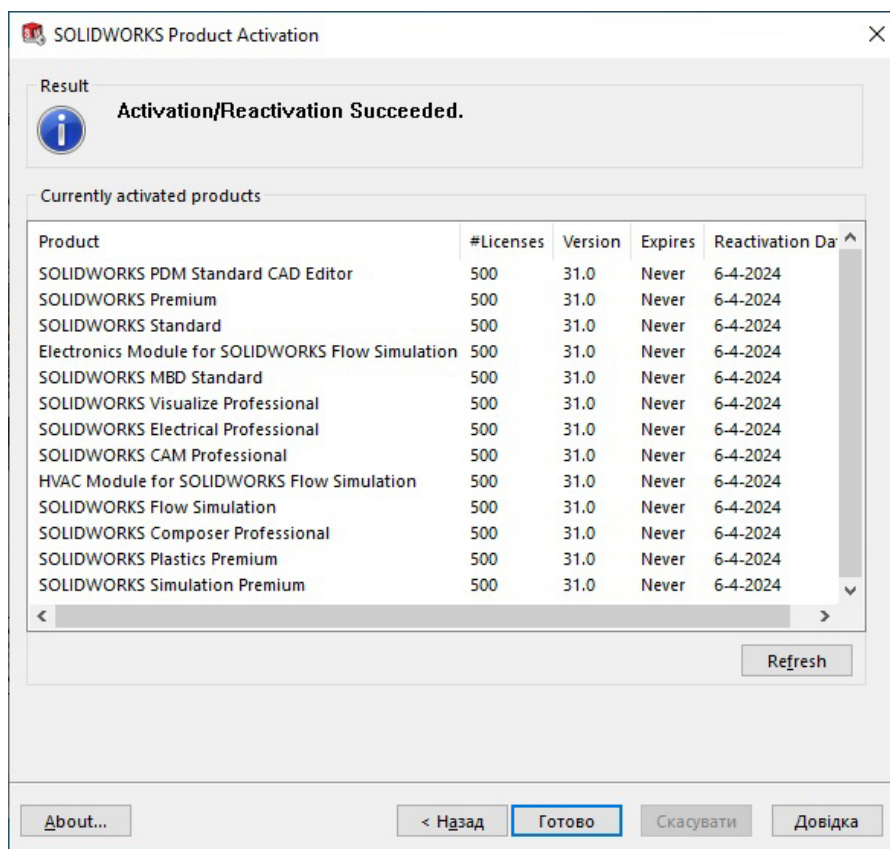 SOLIDWORKS Product Activation
Result
Activation/Reactivation Succeeded.
Currently activated products
Product #Licenses Version Expires Reactivation Da
SOLIDWORKS PDM Standard CAD Editor 500 31.0 Never 6-4-2024
SOLIDWORKS Premium 500 31.0 Never 6-4-2024
SOLIDWORKS Standard 500 31.0 Never 6-4-2024
Electronics Module for SOLIDWORKS Flow Simulation 500 31.0 Never 6-4-2024
SOLIDWORKS MBD Standard 500 31.0 Never 6-4-2024
SOLIDWORKS Visualize Professional 500 31.0 Never 6-4-2024
SOLIDWORKS Electrical Professional 500 31.0 Never 6-4-2024
SOLIDWORKS CAM Professional 500 31.0 Never 6-4-2024
HVAC Module for SOLIDWORKS Flow Simulation 500 31.0 Never 6-4-2024
SOLIDWORKS Flow Simulation 500 31.0 Never 6-4-2024
SOLIDWORKS Composer Professional 500 31.0 Never 6-4-2024
SOLIDWORKS Plastics Premium 500 31.0 Never 6-4-2024
SOLIDWORKS Simulation Premium 500 31.0 Never 6-4-2024
Refresh
About... < Назад Готово Скасувати Довідка